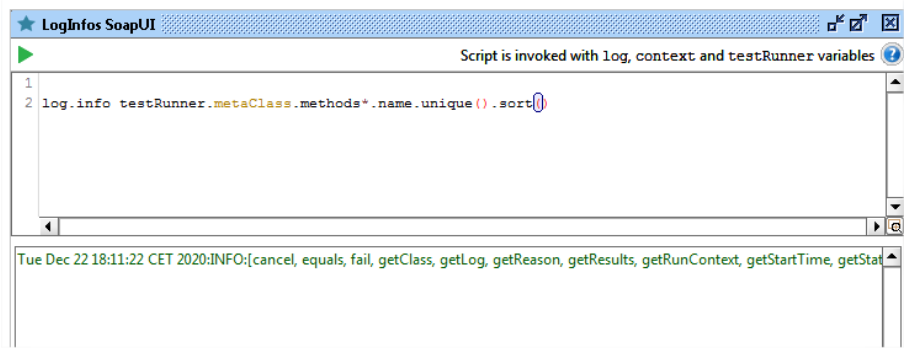 LogInfos SoapUI
Script is invoked with log, context and testRunner variables
1
2 log.info testRunner.metaClass.methods*.name.unique().sort()
Tue Dec 22 18:11:22 CET 2020:INFO:[cancel, equals, fail, getClass, getLog, getReason, getResults, getRunContext, getStartTime, getStat